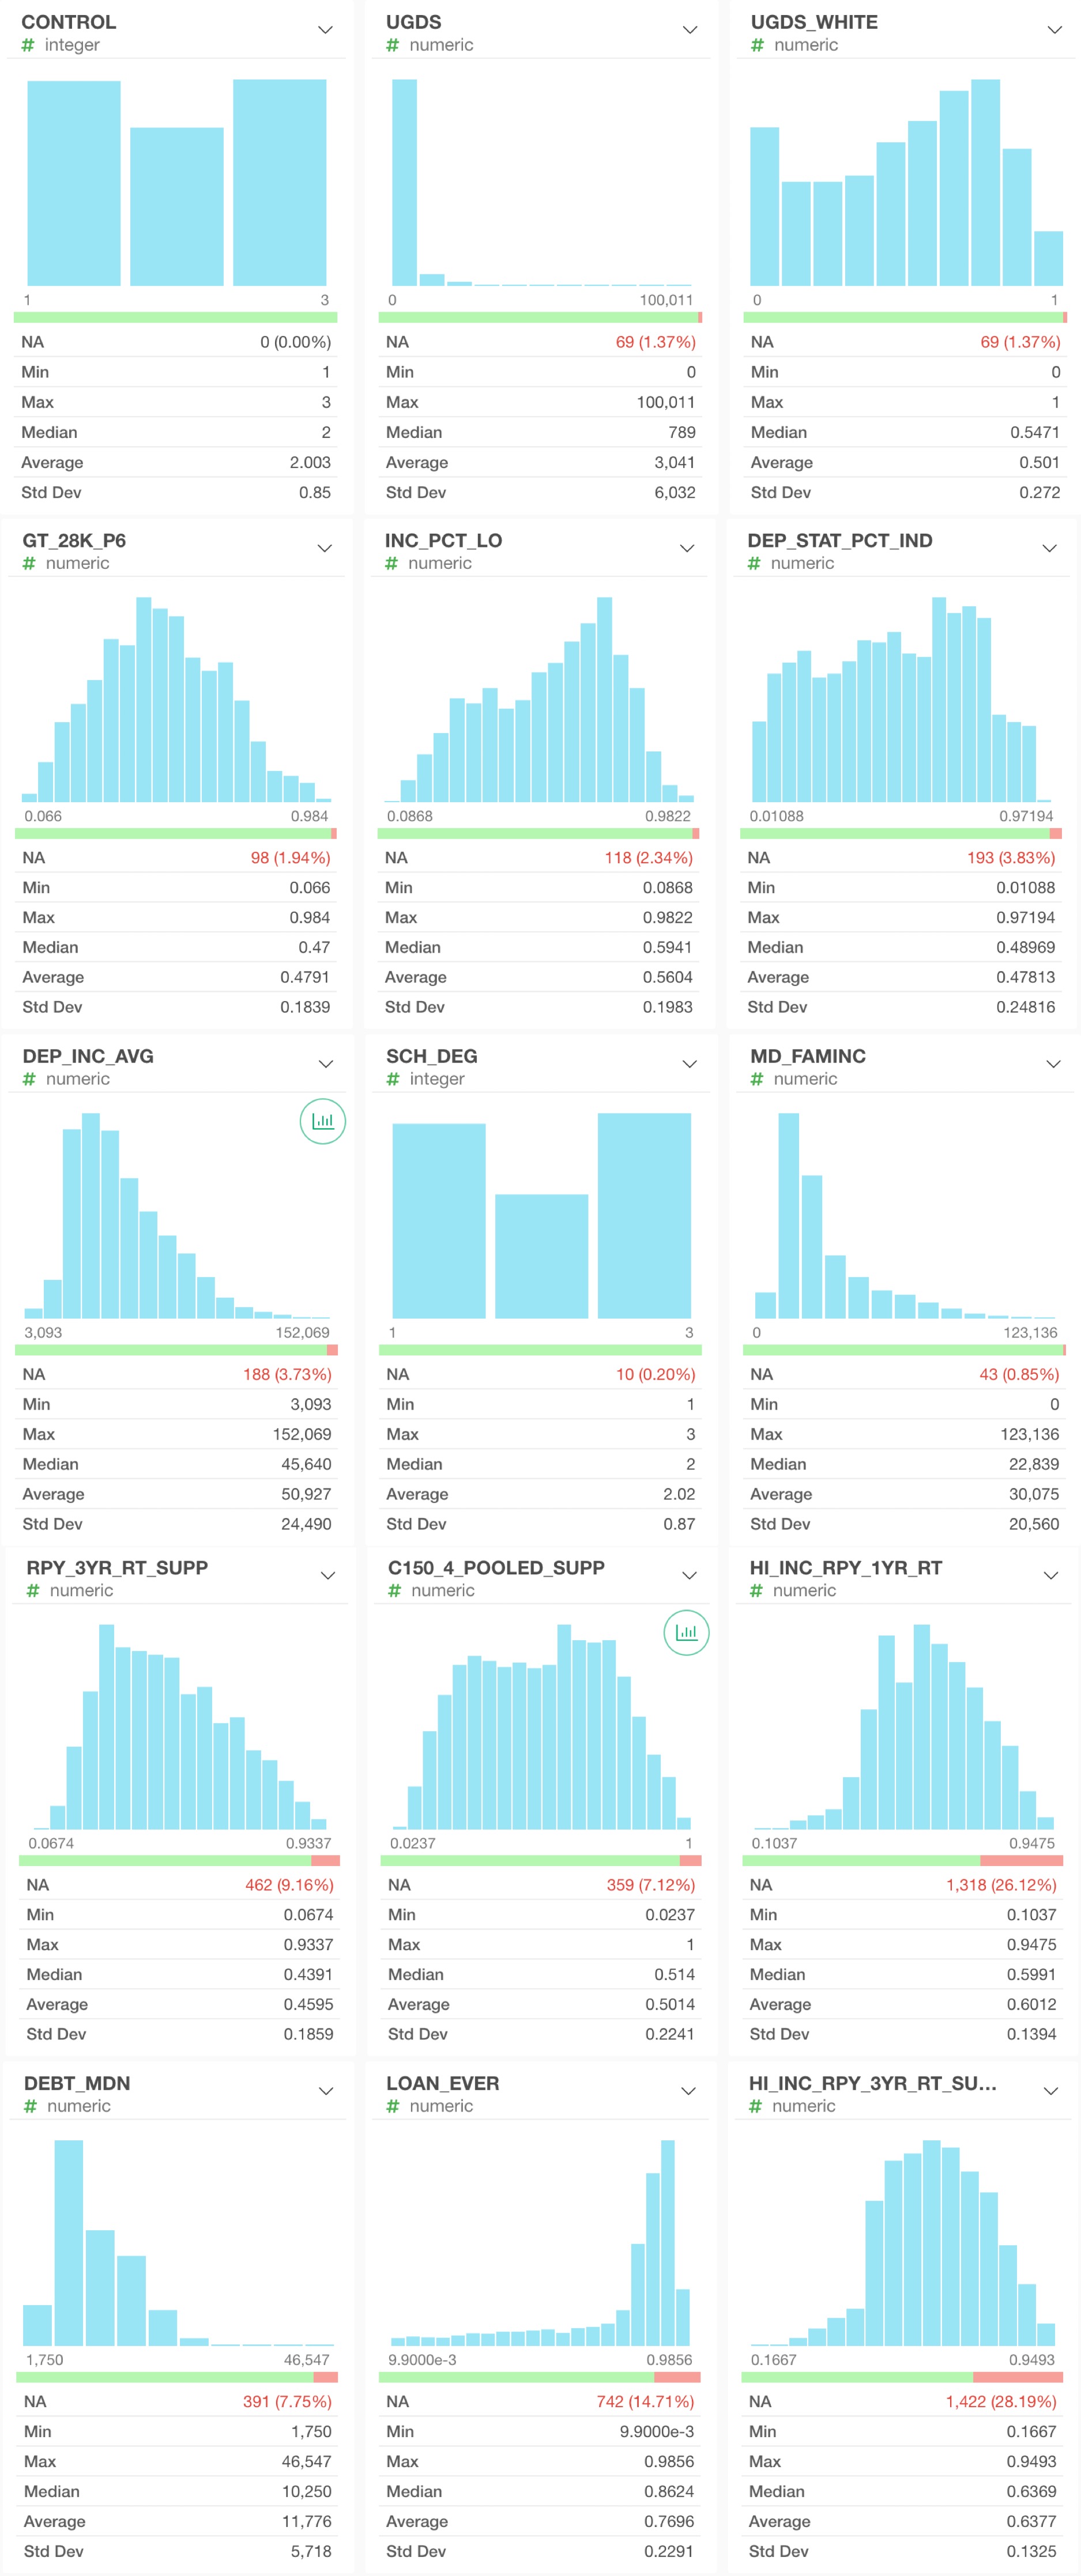 CONTROL UGDS UGDS_WHITE
# integer # numeric # numeric
1 3 0 100,011 0 1
NA 0 (0.00%) NA 69 (1.37%) NA 69 (1.37%)
Min 1 Min 0 Min 0
Max 3 Max 100,011 Max 1
Median 2 Median 789 Median 0.5471
Average 2.003 Average 3,041 Average 0.501
Std Dev 0.85 Std Dev 6,032 Std Dev 0.272
GT_28K_P6 INC_PCT_LO DEP_STAT_PCT_IND
# numeric # numeric # numeric
0.066 0.984 0.0868 0.9822 0.01088 0.97194
NA 98 (1.94%) NA 118 (2.34%) NA 193 (3.83%)
Min 0.066 Min 0.0868 Min 0.01088
Max 0.984 Max 0.9822 Max 0.97194
Median 0.47 Median 0.5941 Median 0.48969
Average 0.4791 Average 0.5604 Average 0.47813
Std Dev 0.1839 Std Dev 0.1983 Std Dev 0.24816
DEP_INC_AVG SCH_DEG MD_FAMINC
# numeric # integer # numeric
3,093 152,069 1 3 0 123,136
NA 188 (3.73%) NA 10 (0.20%) NA 43 (0.85%)
Min 3,093 Min 1 Min 0
Max 152,069 Max 3 Max 123,136
Median 45,640 Median 2 Median 22,839
Average 50,927 Average 2.02 Average 30,075
Std Dev 24,490 Std Dev 0.87 Std Dev 20,560
RPY_3YR_RT_SUPP C150_4_POOLED_SUPP HI_INC_RPY_1YR_RT
# numeric # numeric # numeric
0.0674 0.9337 0.0237 1 0.1037 0.9475
NA 462 (9.16%) NA 359 (7.12%) NA 1,318 (26.12%)
Min 0.0674 Min 0.0237 Min 0.1037
Max 0.9337 Max 1 Max 0.9475
Median 0.4391 Median 0.514 Median 0.5991
Average 0.4595 Average 0.5014 Average 0.6012
Std Dev 0.1859 Std Dev 0.2241 Std Dev 0.1394
DEBT_MDN LOAN_EVER HI_INC_RPY_3YR_RT_SU...
# numeric # numeric # numeric
1,750 46,547 9.9000e-3 0.9856 0.1667 0.9493
NA 391 (7.75%) NA 742 (14.71%) NA 1,422 (28.19%)
Min 1,750 Min 9.9000e-3 Min 0.1667
Max 46,547 Max 0.9856 Max 0.9493
Median 10,250 Median 0.8624 Median 0.6369
Average 11,776 Average 0.7696 Average 0.6377
Std Dev 5,718 Std Dev 0.2291 Std Dev 0.1325